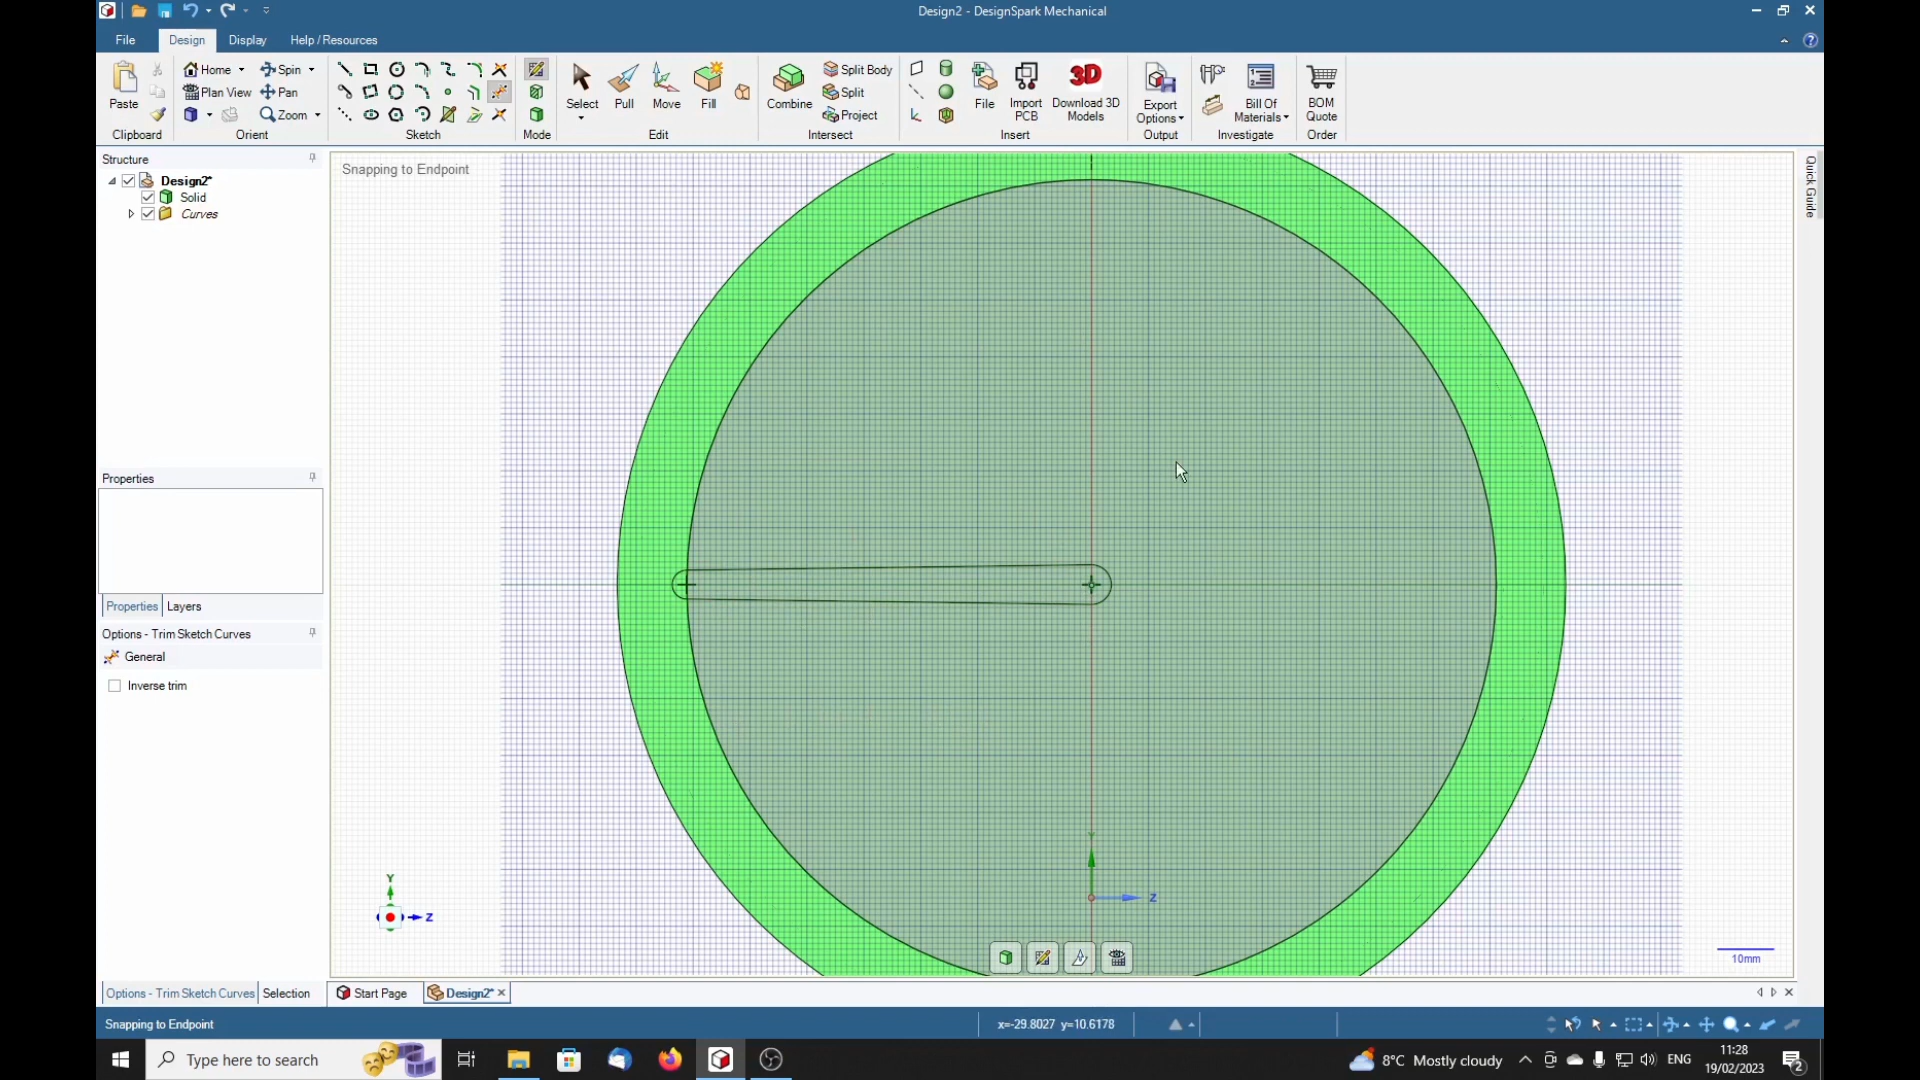 Design2 - DesignSpark Mechanical
File Design Display Help / Resources
Paste
Clipboard
Home Spin
Plan View Pan
Zoom
Orient
Sketch
Mode
Select Pull Move Fill
Edit
Combine
Split Body
Split
Project
Intersect
File
Import PCB
3D
Download 3D Models
Insert
Export Options
Output
Bill Of Materials
Investigate
BOM Quote
Order
Structure
Design2*
Solid
Curves
Snapping to Endpoint
Quick Guide
Properties
Properties Layers
Options - Trim Sketch Curves
General
Inverse trim
Y
Z
Y
Z
10mm
Options - Trim Sketch Curves Selection Start Page Design2*
Snapping to Endpoint x=-29.8027 y=10.6178
Type here to search
8°C Mostly cloudy
ENG
11:28
19/02/2023
2